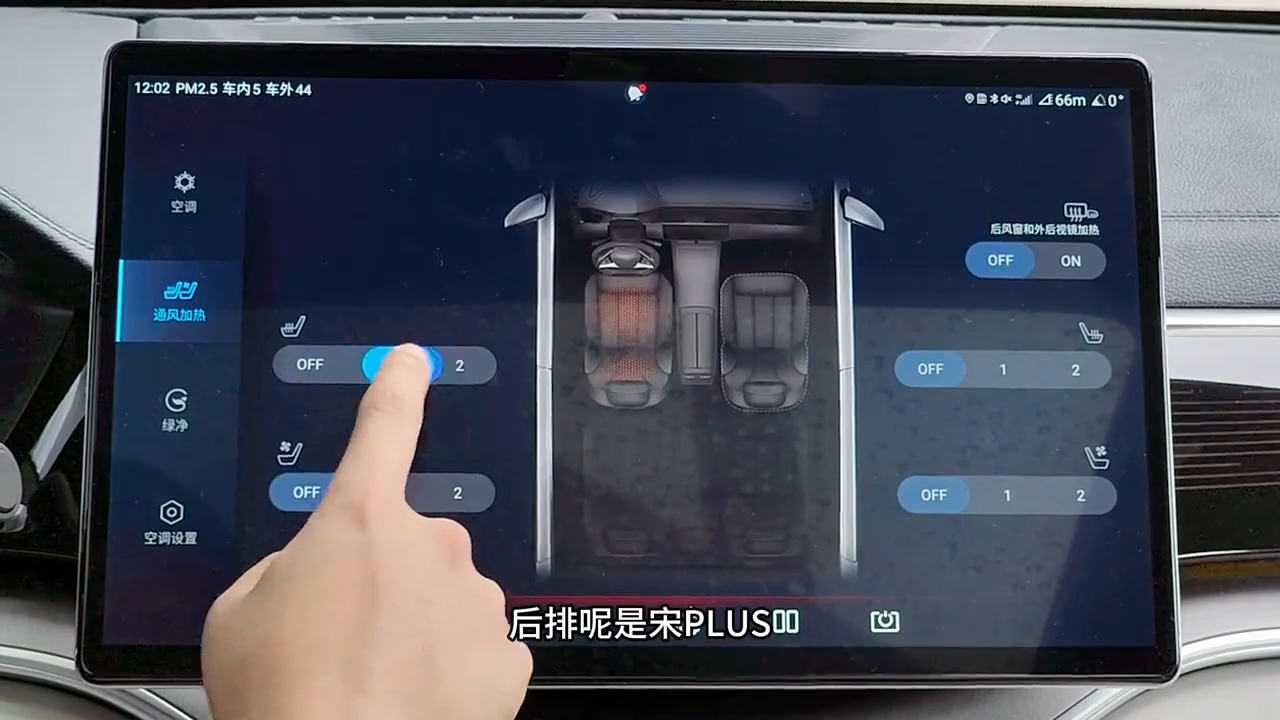 12:02 PM2.5 车内5 车外44
66m 0°
空调
通风加热
绿净
空调设置
OFF 2
OFF 2
后风窗和外后视镜加热
OFF ON
OFF 1 2
OFF 1 2
后排呢是宋PLUS